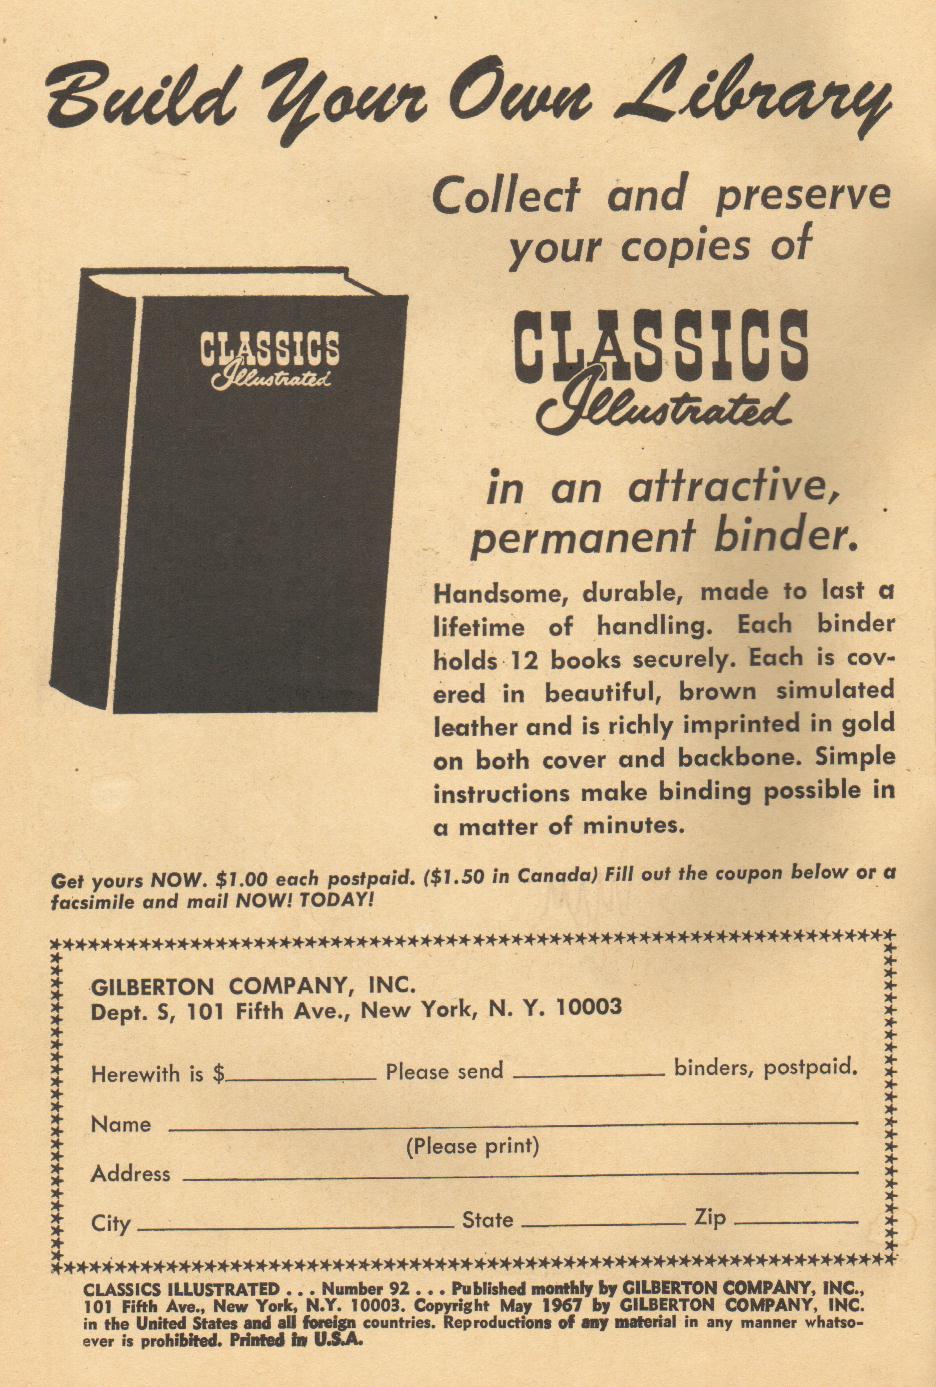 Build Your Own Library
CLASSICS
Illustrated
Collect and preserve
your copies of
CLASSICS
Illustrated
in an attractive,
permanent binder.
Handsome, durable, made to last a
lifetime of handling. Each binder
holds 12 books securely. Each is cov-
ered in beautiful, brown simulated
leather and is richly imprinted in gold
on both cover and backbone. Simple
instructions make binding possible in
a matter of minutes.
Get yours NOW. $1.00 each postpaid. ($1.50 in Canada) Fill out the coupon below or a
facsimile and mail NOW! TODAY!
GILBERTON COMPANY, INC.
Dept. S, 101 Fifth Ave., New York, N. Y. 10003
Herewith is $ Please send binders, postpaid.
Name
(Please print)
Address
City State Zip
CLASSICS ILLUSTRATED . . . Number 92 . . . Published monthly by GILBERTON COMPANY, INC.,
101 Fifth Ave., New York, N.Y. 10003. Copyright May 1967 by GILBERTON COMPANY, INC.
in the United States and all foreign countries. Reproductions of any material in any manner whatso-
ever is prohibited. Printed in U.S.A.